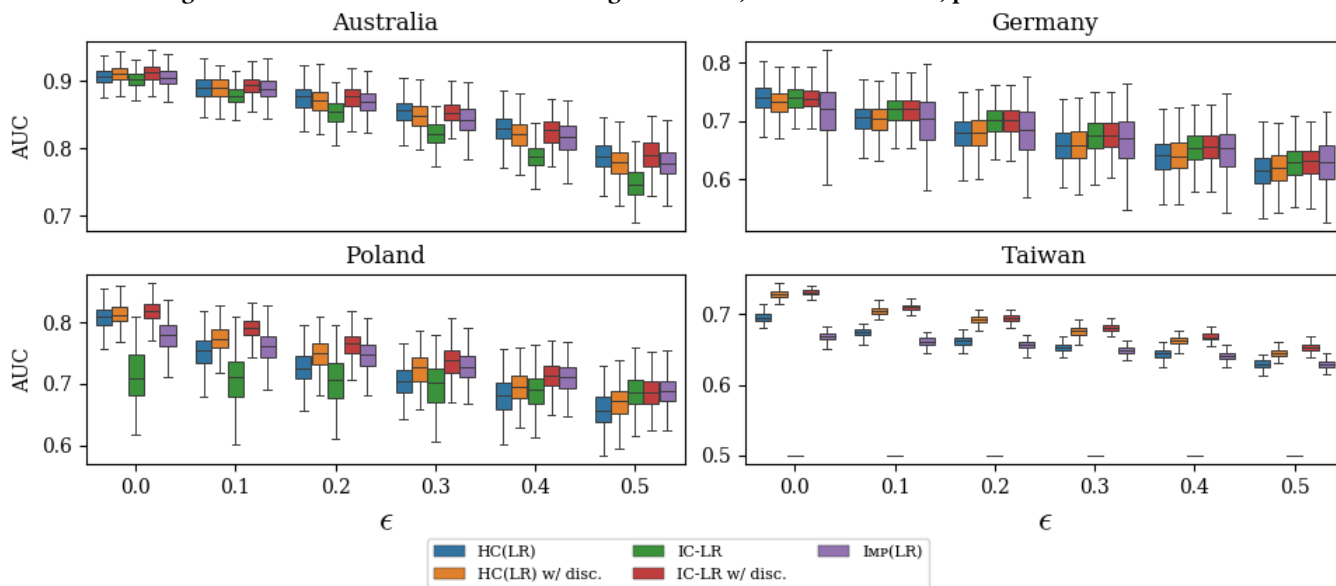 Australia
Germany
AUC
0.9
0.8
0.7
0.8
0.7
0.6
Poland
Taiwan
AUC
0.8
0.7
0.6
0.7
0.6
0.5
0.0 0.1 0.2 0.3 0.4 0.5
0.0 0.1 0.2 0.3 0.4 0.5
ϵ
ϵ
HC(LR) IC-LR IMP(LR)
HC(LR) w/ disc. IC-LR w/ disc.